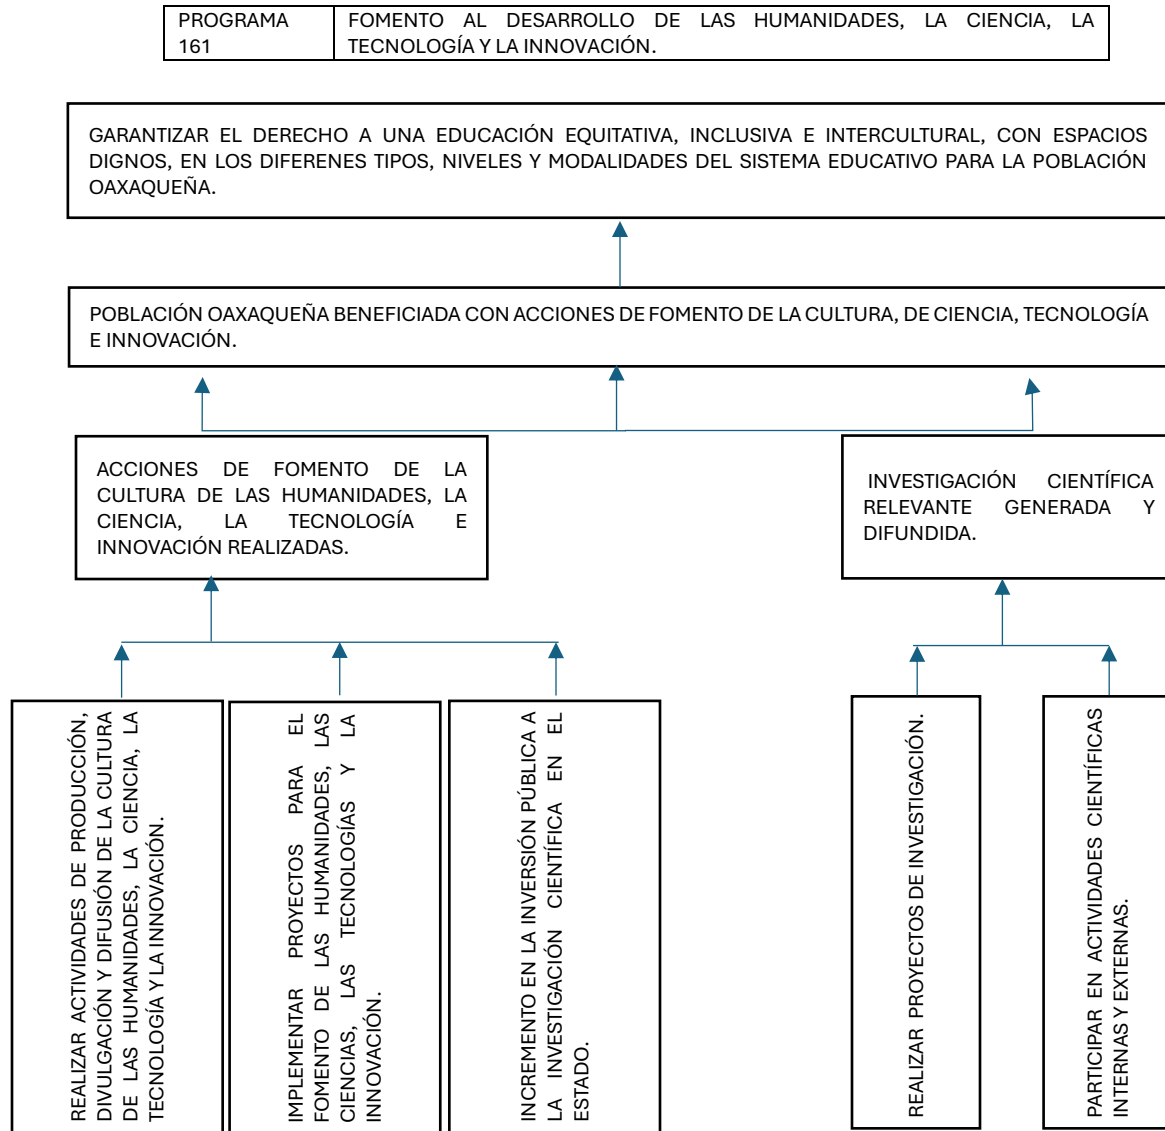 PROGRAMA
161
FOMENTO AL DESARROLLO DE LAS HUMANIDADES, LA CIENCIA, LA
TECNOLOGÍA Y LA INNOVACIÓN.
GARANTIZAR EL DERECHO A UNA EDUCACIÓN EQUITATIVA, INCLUSIVA E INTERCULTURAL, CON ESPACIOS
DIGNOS, EN LOS DIFERENES TIPOS, NIVELES Y MODALIDADES DEL SISTEMA EDUCATIVO PARA LA POBLACIÓN
OAXAQUEÑA.
POBLACIÓN OAXAQUEÑA BENEFICIADA CON ACCIONES DE FOMENTO DE LA CULTURA, DE CIENCIA, TECNOLOGÍA
E INNOVACIÓN.
ACCIONES DE FOMENTO DE LA
CULTURA DE LAS HUMANIDADES, LA
CIENCIA, LA TECNOLOGÍA E
INNOVACIÓN REALIZADAS.
INVESTIGACIÓN CIENTÍFICA
RELEVANTE GENERADA Y
DIFUNDIDA.
REALIZAR ACTIVIDADES DE PRODUCCIÓN,
DIVULGACIÓN Y DIFUSIÓN DE LA CULTURA
DE LAS HUMANIDADES, LA CIENCIA, LA
TECNOLOGÍA Y LA INNOVACIÓN.
IMPLEMENTAR PROYECTOS PARA EL
FOMENTO DE LAS HUMANIDADES, LAS
CIENCIAS, LAS TECNOLOGÍAS Y LA
INNOVACIÓN.
INCREMENTO EN LA INVERSIÓN PÚBLICA A
LA INVESTIGACIÓN CIENTÍFICA EN EL
ESTADO.
REALIZAR PROYECTOS DE INVESTIGACIÓN.
PARTICIPAR EN ACTIVIDADES CIENTÍFICAS
INTERNAS Y EXTERNAS.